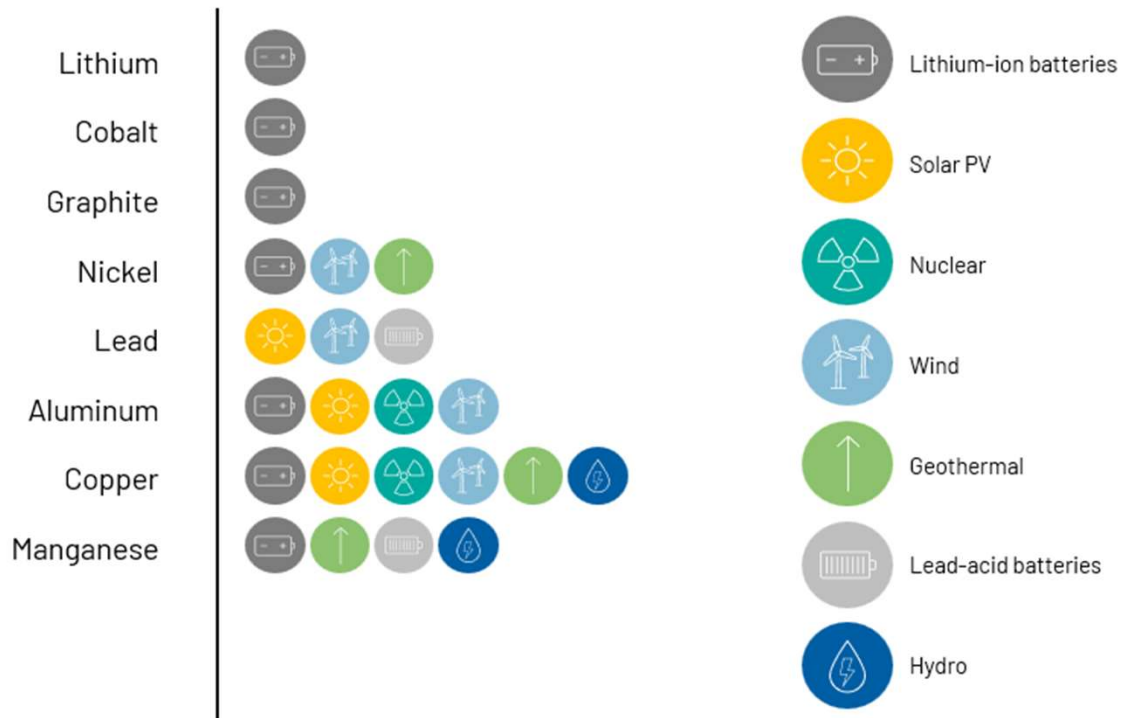 Lithium
Cobalt
Graphite
Nickel
Lead
Aluminum
Copper
Manganese
Lithium-ion batteries
Solar PV
Nuclear
Wind
Geothermal
Lead-acid batteries
Hydro